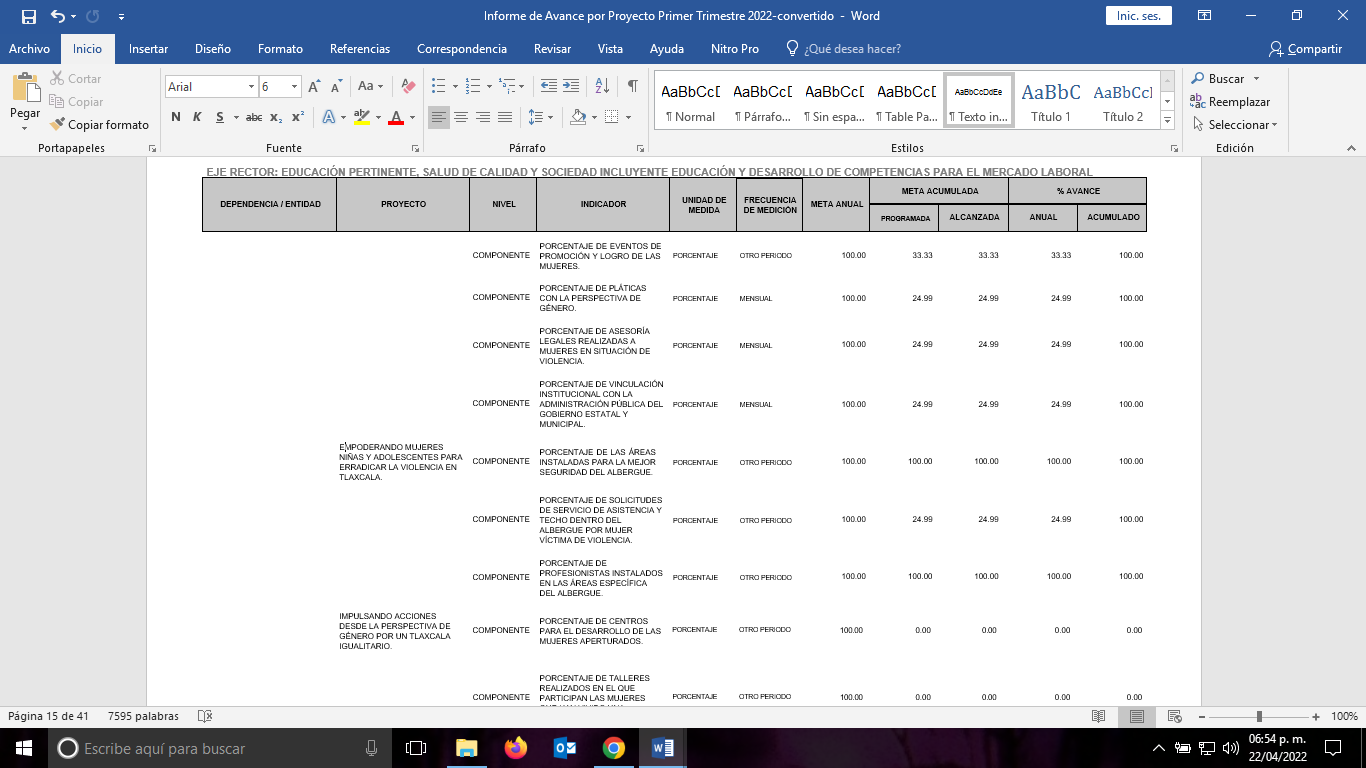 Informe de Avance por Proyecto Primer Trimestre 2022-convertido - Word
Inic. ses.
Archivo Inicio Insertar Diseño Formato Referencias Correspondencia Revisar Vista Ayuda Nitro Pro ¿Qué desea hacer? Compartir
Pegar
Cortar
Copiar
Copiar formato
Portapapeles
Arial 6
Aa
N K S abc x₂ x²
Fuente
Párrafo
AaBbCcI AaBbCcI AaBbCcI AaBbCcI AaBbCcDdEe AaBbC AaBbCcI
¶ Normal ¶ Párrafo... ¶ Sin espa... ¶ Table Pa... ¶ Texto in... Título 1 Título 2
Estilos
Buscar
Reemplazar
Seleccionar
Edición
EJE RECTOR: EDUCACIÓN PERTINENTE, SALUD DE CALIDAD Y SOCIEDAD INCLUYENTE EDUCACIÓN Y DESARROLLO DE COMPETENCIAS PARA EL MERCADO LABORAL
DEPENDENCIA / ENTIDAD PROYECTO NIVEL INDICADOR UNIDAD DE MEDIDA FRECUENCIA DE MEDICIÓN META ANUAL META ACUMULADA % AVANCE
PROGRAMADA ALCANZADA ANUAL ACUMULADO
PORCENTAJE DE EVENTOS DE
COMPONENTE PROMOCIÓN Y LOGRO DE LAS PORCENTAJE OTRO PERIODO 100.00 33.33 33.33 33.33 100.00
MUJERES.
PORCENTAJE DE PLÁTICAS
COMPONENTE CON LA PERSPECTIVA DE PORCENTAJE MENSUAL 100.00 24.99 24.99 24.99 100.00
GÉNERO.
PORCENTAJE DE ASESORÍA
LEGALES REALIZADAS A
COMPONENTE MUJERES EN SITUACIÓN DE PORCENTAJE MENSUAL 100.00 24.99 24.99 24.99 100.00
VIOLENCIA.
PORCENTAJE DE VINCULACIÓN
INSTITUCIONAL CON LA
COMPONENTE ADMINISTRACIÓN PÚBLICA DEL PORCENTAJE MENSUAL 100.00 24.99 24.99 24.99 100.00
GOBIERNO ESTATAL Y
MUNICIPAL.
EMPODERANDO MUJERES
NIÑAS Y ADOLESCENTES PARA
ERRADICAR LA VIOLENCIA EN
TLAXCALA.
PORCENTAJE DE LAS ÁREAS
COMPONENTE INSTALADAS PARA LA MEJOR PORCENTAJE OTRO PERIODO 100.00 100.00 100.00 100.00 100.00
SEGURIDAD DEL ALBERGUE.
PORCENTAJE DE SOLICITUDES
DE SERVICIO DE ASISTENCIA Y
COMPONENTE TECHO DENTRO DEL PORCENTAJE OTRO PERIODO 100.00 24.99 24.99 24.99 100.00
ALBERGUE POR MUJER
VÍCTIMA DE VIOLENCIA.
PORCENTAJE DE
PROFESIONISTAS INSTALADOS
COMPONENTE EN LAS ÁREAS ESPECÍFICA PORCENTAJE OTRO PERIODO 100.00 100.00 100.00 100.00 100.00
DEL ALBERGUE.
IMPULSANDO ACCIONES
DESDE LA PERSPECTIVA DE
GÉNERO POR UN TLAXCALA
IGUALITARIO.
PORCENTAJE DE CENTROS
COMPONENTE PARA EL DESARROLLO DE LAS PORCENTAJE OTRO PERIODO 100.00 0.00 0.00 0.00 0.00
MUJERES APERTURADOS.
PORCENTAJE DE TALLERES
REALIZADOS EN EL QUE
COMPONENTE PARTICIPAN LAS MUJERES PORCENTAJE OTRO PERIODO 100.00 0.00 0.00 0.00 0.00
Página 15 de 41 7595 palabras 100%
Escribe aquí para buscar
06:54 p. m.
22/04/2022